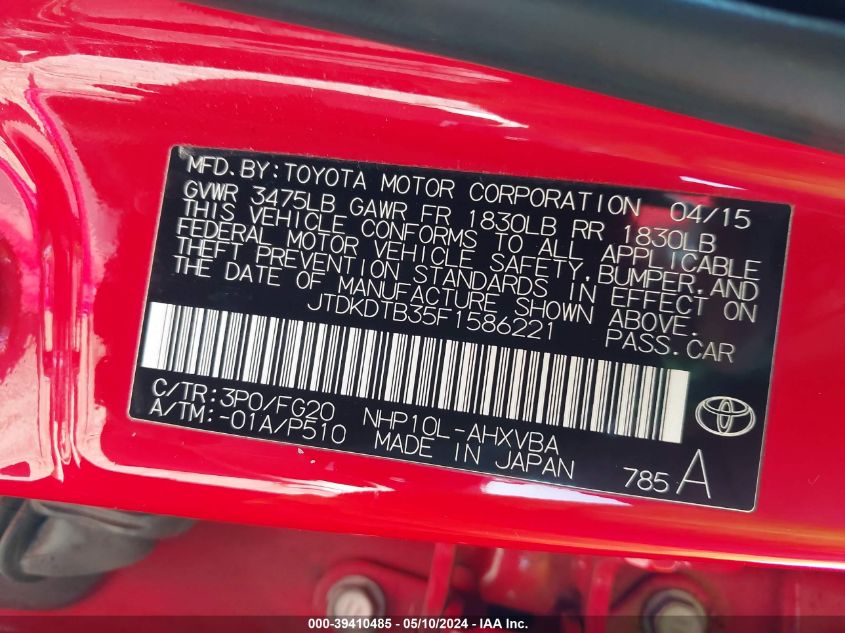 MFD.BY:TOYOTA MOTOR CORPORATION 04/15
GVWR 3475LB GAWR FR 1830LB RR 1830LB
THIS VEHICLE CONFORMS TO ALL APPLICABLE
FEDERAL MOTOR VEHICLE SAFETY,BUMPER,AND
THEFT PREVENTION STANDARDS IN EFFECT ON
THE DATE OF MANUFACTURE SHOWN ABOVE.
JTDKDTB35F1586221 PASS.CAR
C/TR:3P0/FG20 NHP10L-AHXVBA
A/TM:-01A/P510 MADE IN JAPAN
785 A
000-39410485 - 05/10/2024 - IAA Inc.